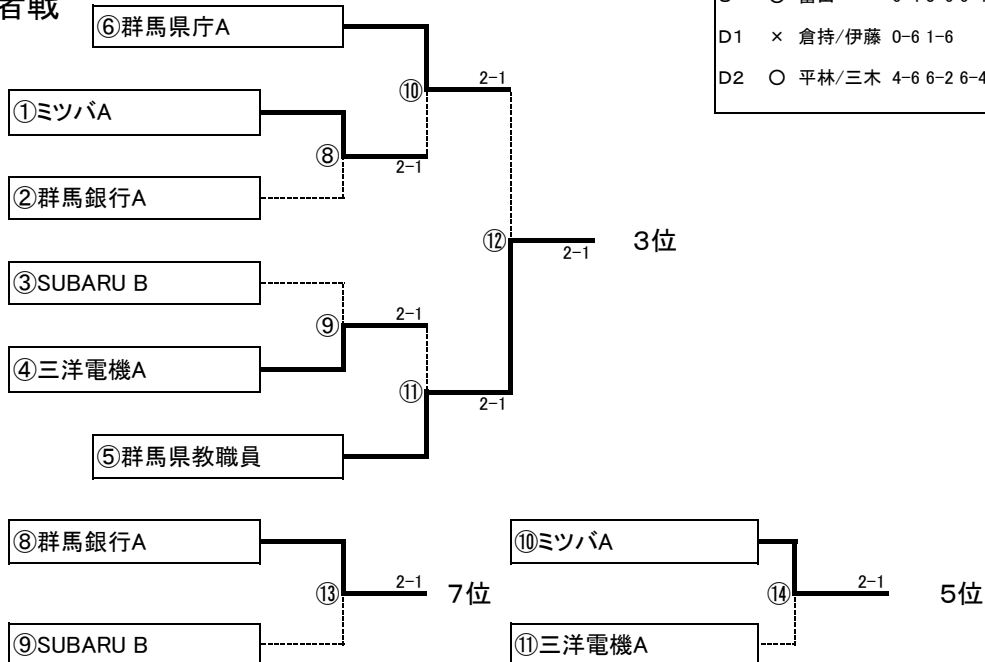 者戦
⑥群馬県庁A
D1 × 倉持/伊藤 0-6 1-6
D2 ○ 平林/三木 4-6 6-2 6-4
2-1
⑩
①ミツバA
⑧
2-1
②群馬銀行A
⑫
2-1
3位
③SUBARU B
2-1
⑨
④三洋電機A
⑪
2-1
⑤群馬県教職員
⑧群馬銀行A
⑩ミツバA
⑬
2-1
7位
⑭
2-1
5位
⑨SUBARU B
⑪三洋電機A